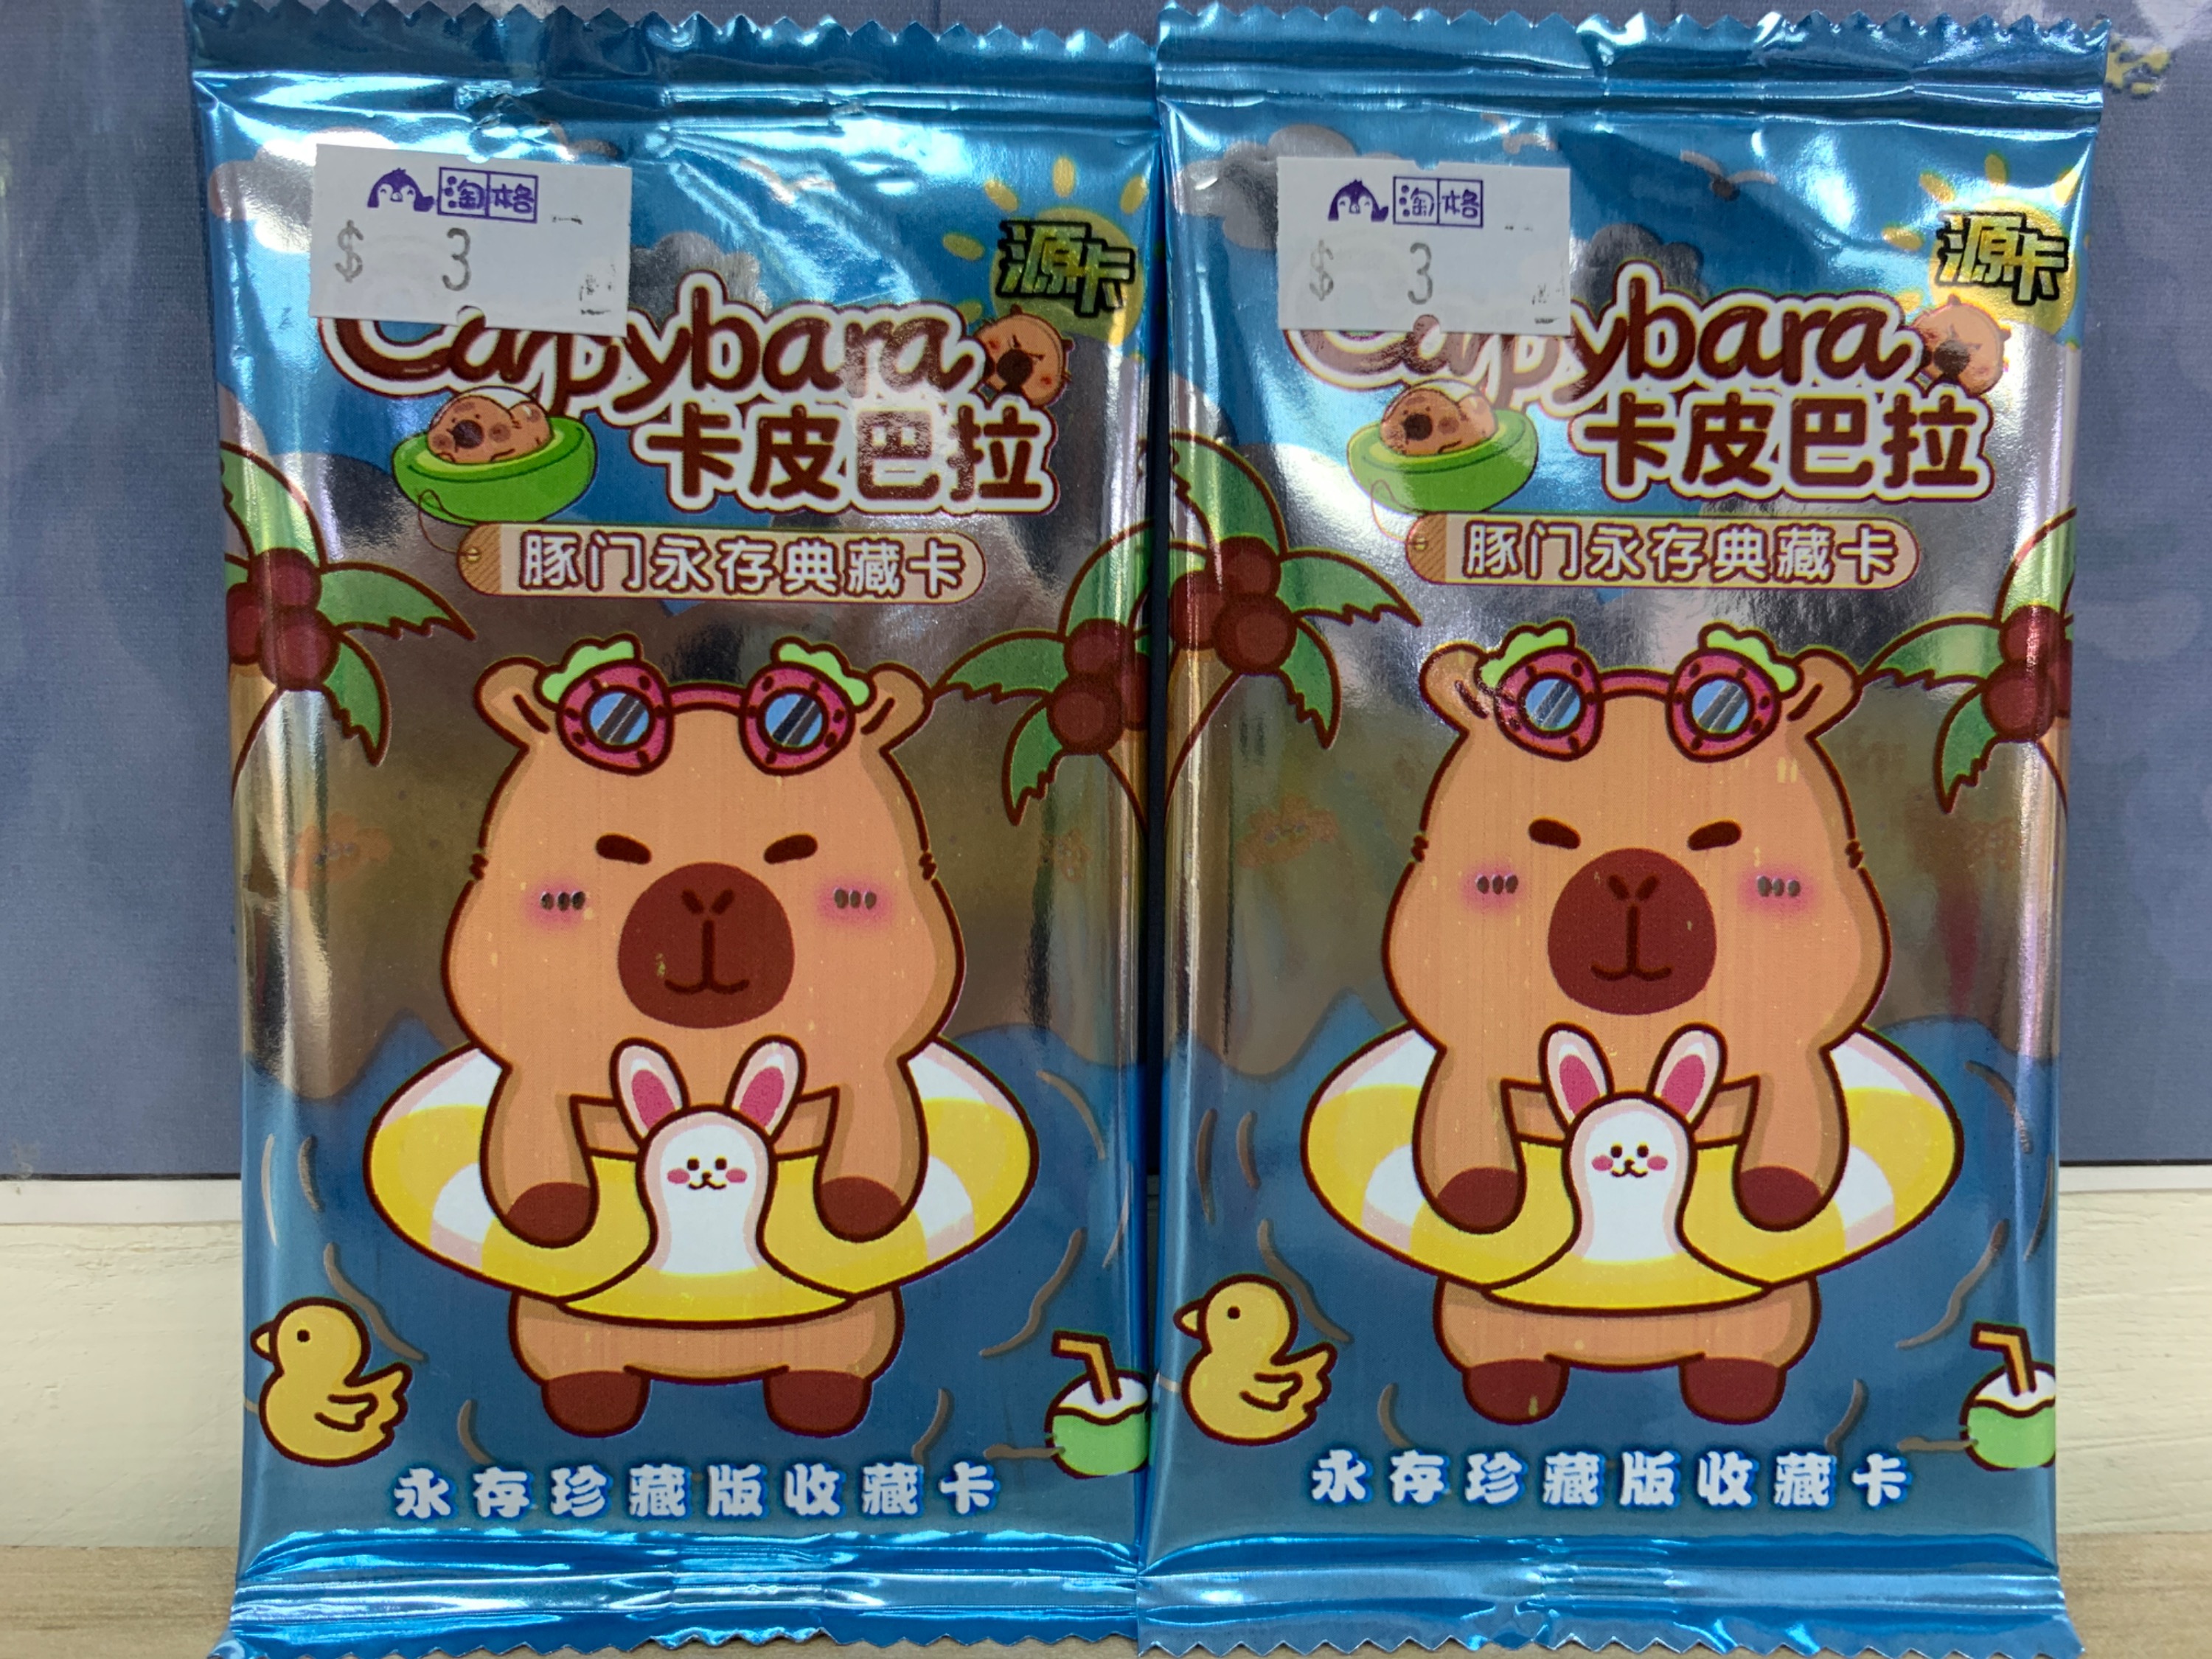 淘格
$ 3
源卡
Capybara
卡皮巴拉
豚门永存典藏卡
永存珍藏版收藏卡
淘格
$ 3
源卡
Capybara
卡皮巴拉
豚门永存典藏卡
永存珍藏版收藏卡